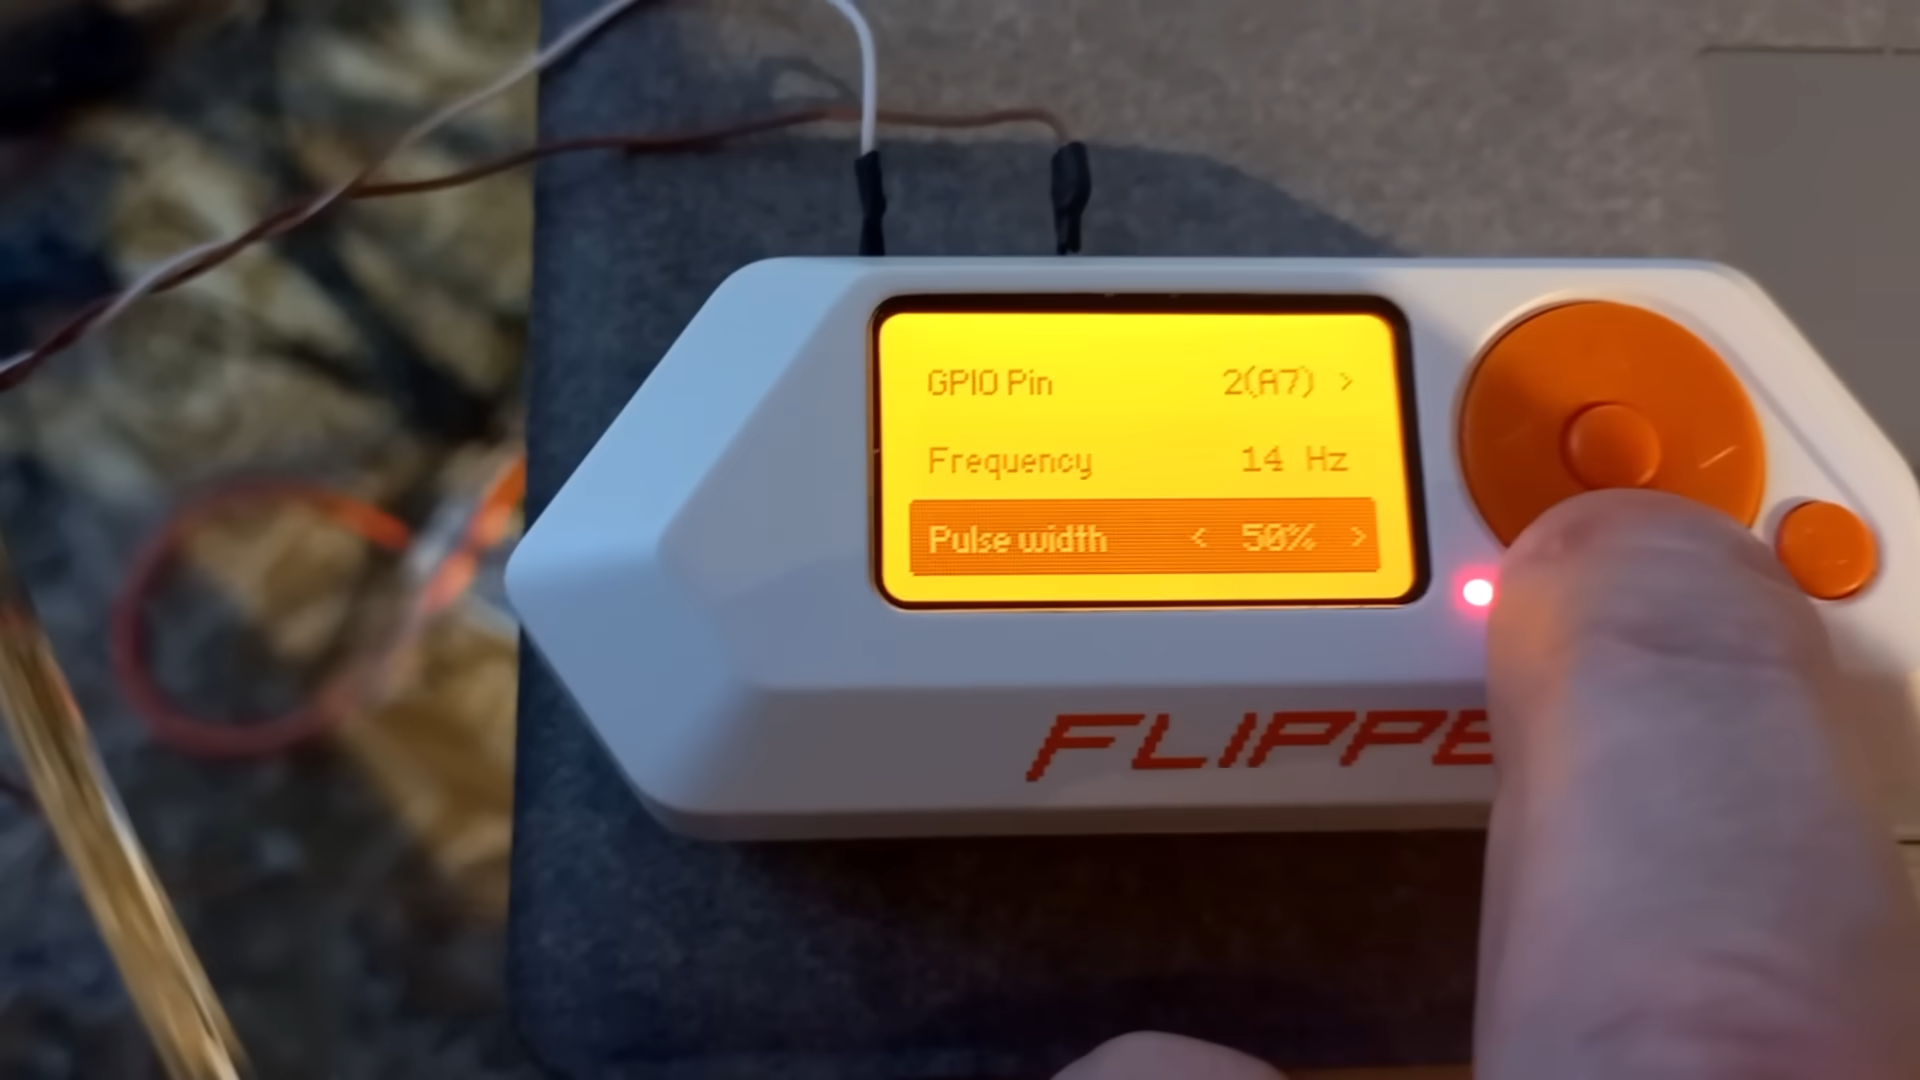 GPIO Pin 2(A7) >
Frequency 14 Hz
Pulse width < 50% >
FLIPPE